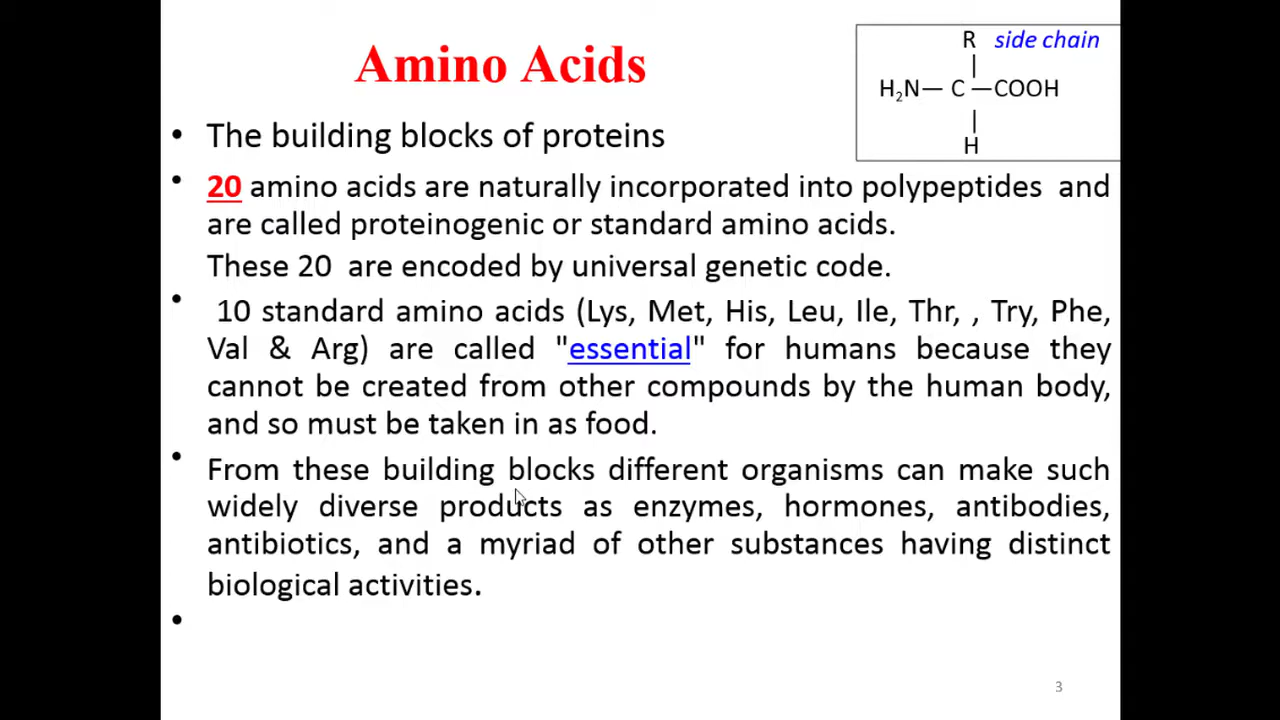 Amino Acids
R side chain
|
H₂N— C —COOH
|
H
• The building blocks of proteins
• 20 amino acids are naturally incorporated into polypeptides and
are called proteinogenic or standard amino acids.
These 20 are encoded by universal genetic code.
• 10 standard amino acids (Lys, Met, His, Leu, Ile, Thr, , Try, Phe,
Val & Arg) are called "essential" for humans because they
cannot be created from other compounds by the human body,
and so must be taken in as food.
• From these building blocks different organisms can make such
widely diverse products as enzymes, hormones, antibodies,
antibiotics, and a myriad of other substances having distinct
biological activities.
•
3